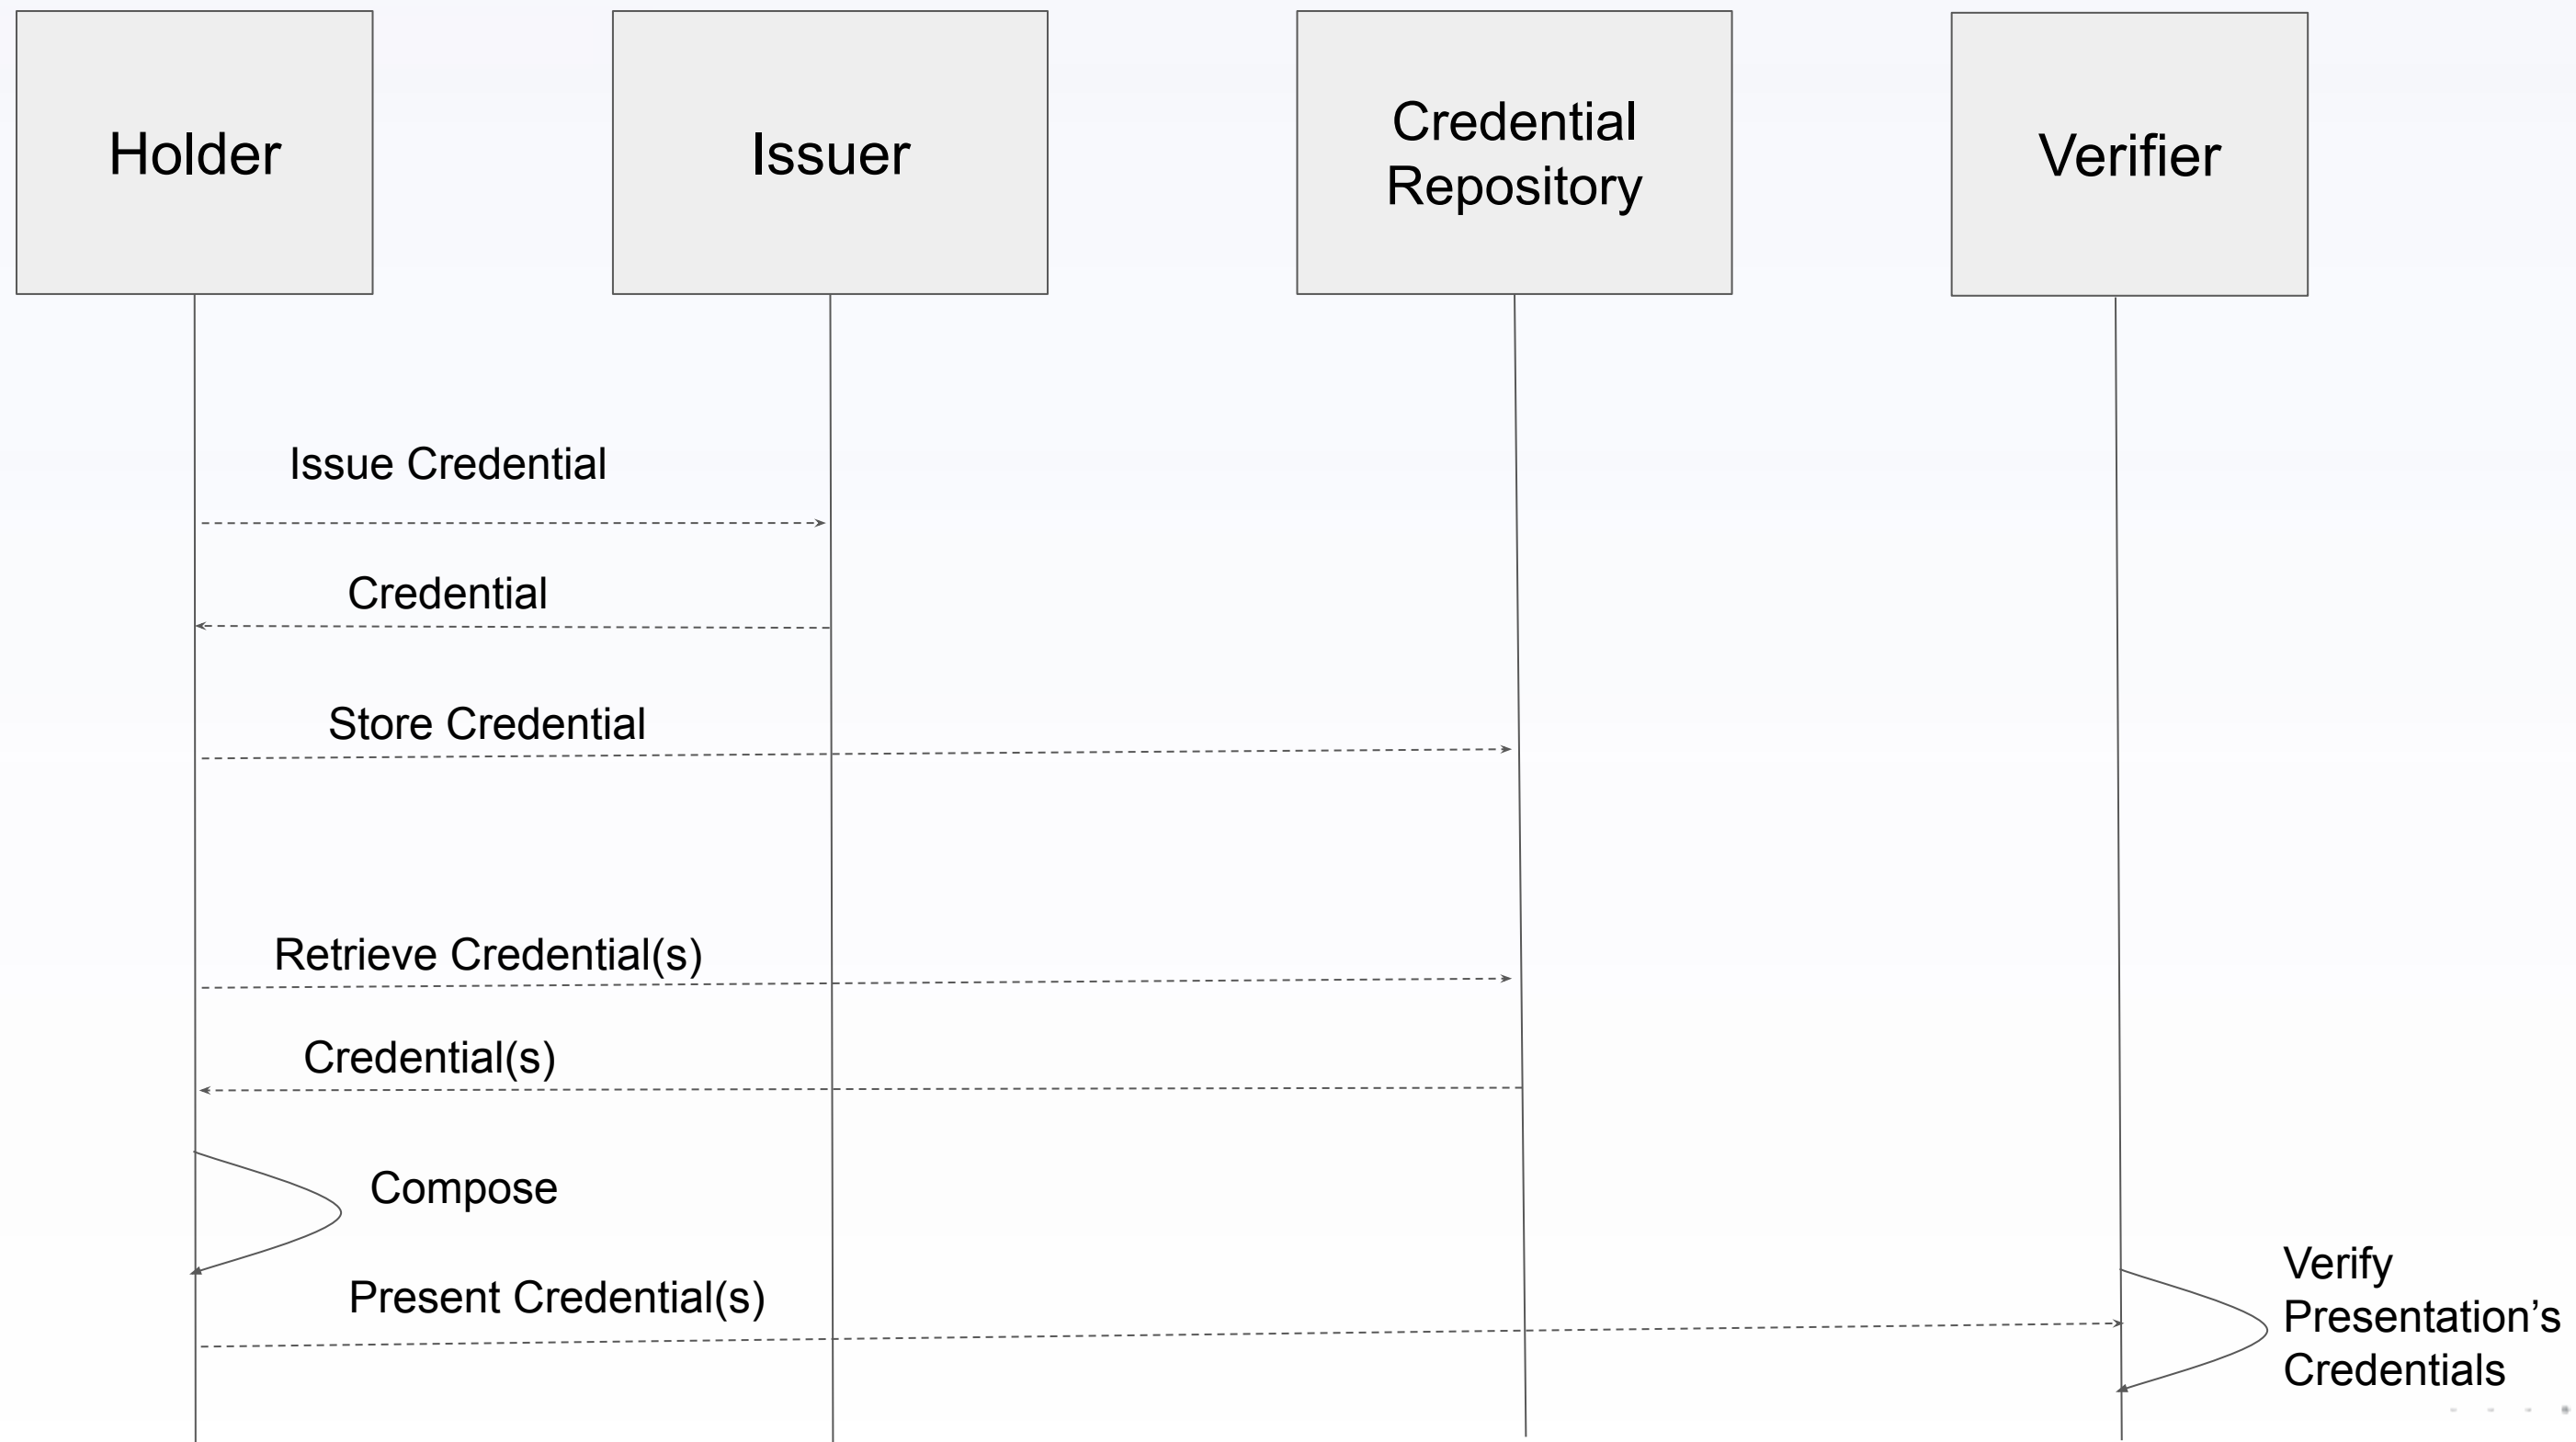 Holder
Issuer
Credential
Repository
Verifier
Issue Credential
Credential
Store Credential
Retrieve Credential(s)
Credential(s)
Compose
Present Credential(s)
Verify
Presentation’s
Credentials